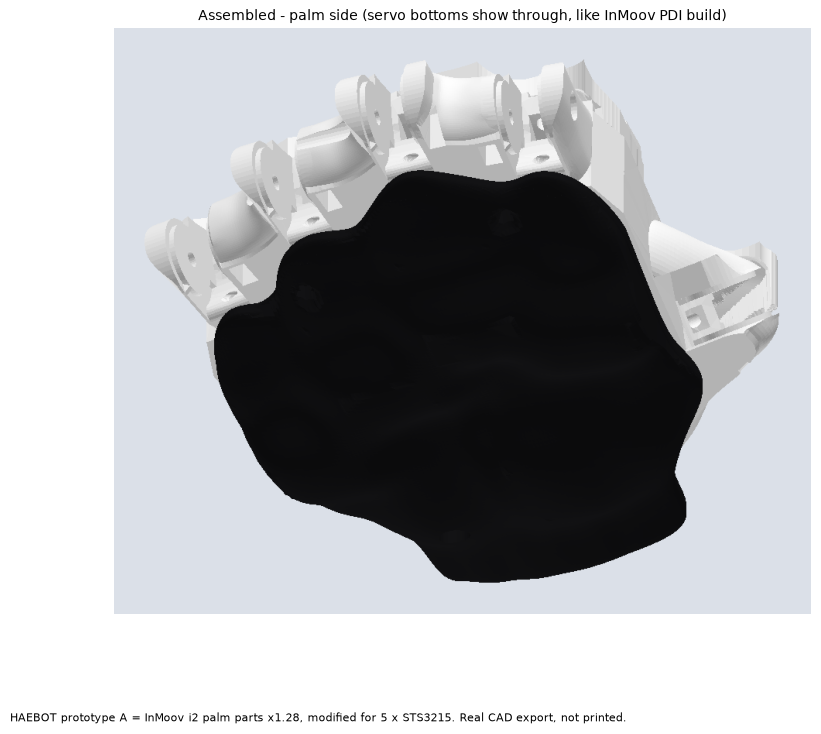 Assembled - palm side (servo bottoms show through, like InMoov PDI build)
HAEBOT prototype A = InMoov i2 palm parts x1.28, modified for 5 x STS3215. Real CAD export, not printed.